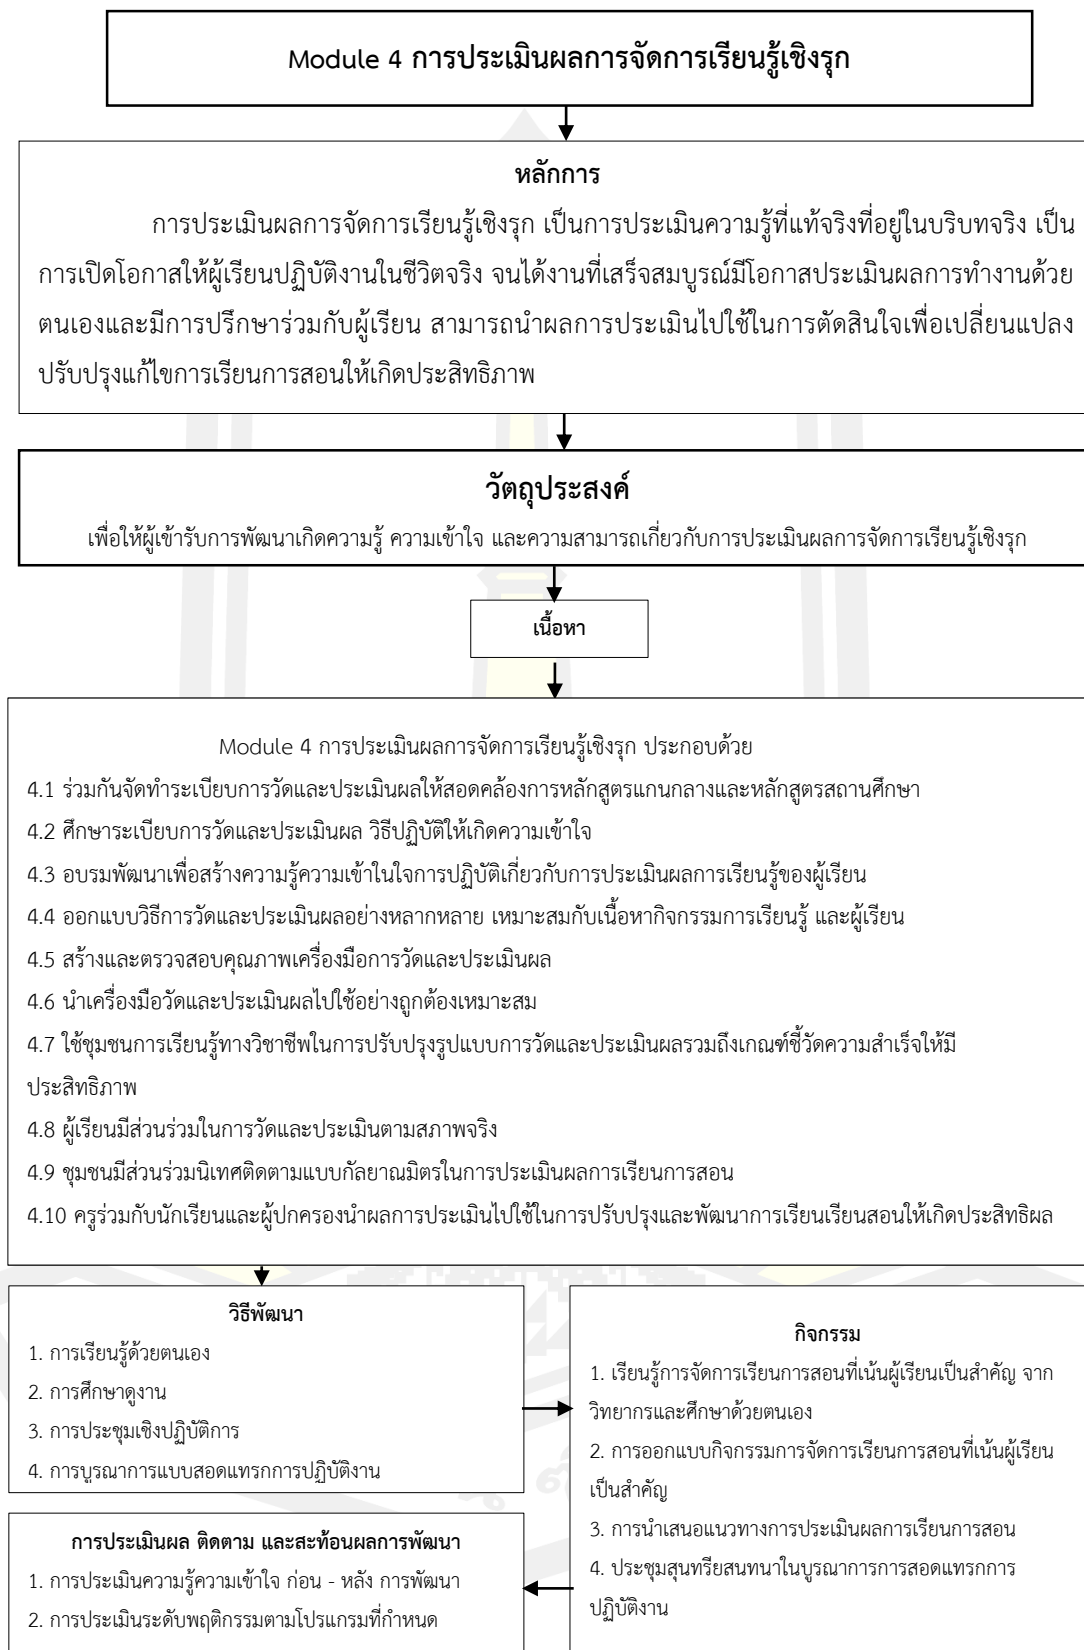 Module 4 การประเมินผลการจัดการเรียนรู้เชิงรุก
หลักการ
การประเมินผลการจัดการเรียนรู้เชิงรุก เป็นการประเมินความรู้ที่แท้จริงที่อยู่ในบริบทจริง เป็น
การเปิดโอกาสให้ผู้เรียนปฏิบัติงานในชีวิตจริง จนได้งานที่เสร็จสมบูรณ์มีโอกาสประเมินผลการทำงานด้วย
ตนเองและมีการปรึกษาร่วมกับผู้เรียน สามารถนำผลการประเมินไปใช้ในการตัดสินใจเพื่อเปลี่ยนแปลง
ปรับปรุงแก้ไขการเรียนการสอนให้เกิดประสิทธิภาพ
วัตถุประสงค์
เพื่อให้ผู้เข้ารับการพัฒนาเกิดความรู้ ความเข้าใจ และความสามารถเกี่ยวกับการประเมินผลการจัดการเรียนรู้เชิงรุก
เนื้อหา
Module 4 การประเมินผลการจัดการเรียนรู้เชิงรุก ประกอบด้วย
4.1 ร่วมกันจัดทำระเบียบการวัดและประเมินผลให้สอดคล้องการหลักสูตรแกนกลางและหลักสูตรสถานศึกษา
4.2 ศึกษาระเบียบการวัดและประเมินผล วิธีปฏิบัติให้เกิดความเข้าใจ
4.3 อบรมพัฒนาเพื่อสร้างความรู้ความเข้าในใจการปฏิบัติเกี่ยวกับการประเมินผลการเรียนรู้ของผู้เรียน
4.4 ออกแบบวิธีการวัดและประเมินผลอย่างหลากหลาย เหมาะสมกับเนื้อหากิจกรรมการเรียนรู้ และผู้เรียน
4.5 สร้างและตรวจสอบคุณภาพเครื่องมือการวัดและประเมินผล
4.6 นำเครื่องมือวัดและประเมินผลไปใช้อย่างถูกต้องเหมาะสม
4.7 ใช้ชุมชนการเรียนรู้ทางวิชาชีพในการปรับปรุงรูปแบบการวัดและประเมินผลรวมถึงเกณฑ์ชี้วัดความสำเร็จให้มี
ประสิทธิภาพ
4.8 ผู้เรียนมีส่วนร่วมในการวัดและประเมินตามสภาพจริง
4.9 ชุมชนมีส่วนร่วมนิเทศติดตามแบบกัลยาณมิตรในการประเมินผลการเรียนการสอน
4.10 ครูร่วมกับนักเรียนและผู้ปกครองนำผลการประเมินไปใช้ในการปรับปรุงและพัฒนาการเรียนเรียนสอนให้เกิดประสิทธิผล
วิธีพัฒนา
1. การเรียนรู้ด้วยตนเอง
2. การศึกษาดูงาน
3. การประชุมเชิงปฏิบัติการ
4. การบูรณาการแบบสอดแทรกการปฏิบัติงาน
กิจกรรม
1. เรียนรู้การจัดการเรียนการสอนที่เน้นผู้เรียนเป็นสำคัญ จาก
วิทยากรและศึกษาด้วยตนเอง
2. การออกแบบกิจกรรมการจัดการเรียนการสอนที่เน้นผู้เรียน
เป็นสำคัญ
3. การนำเสนอแนวทางการประเมินผลการเรียนการสอน
4. ประชุมสุนทรียสนทนาในบูรณาการการสอดแทรกการ
ปฏิบัติงาน
การประเมินผล ติดตาม และสะท้อนผลการพัฒนา
1. การประเมินความรู้ความเข้าใจ ก่อน - หลัง การพัฒนา
2. การประเมินระดับพฤติกรรมตามโปรแกรมที่กำหนด